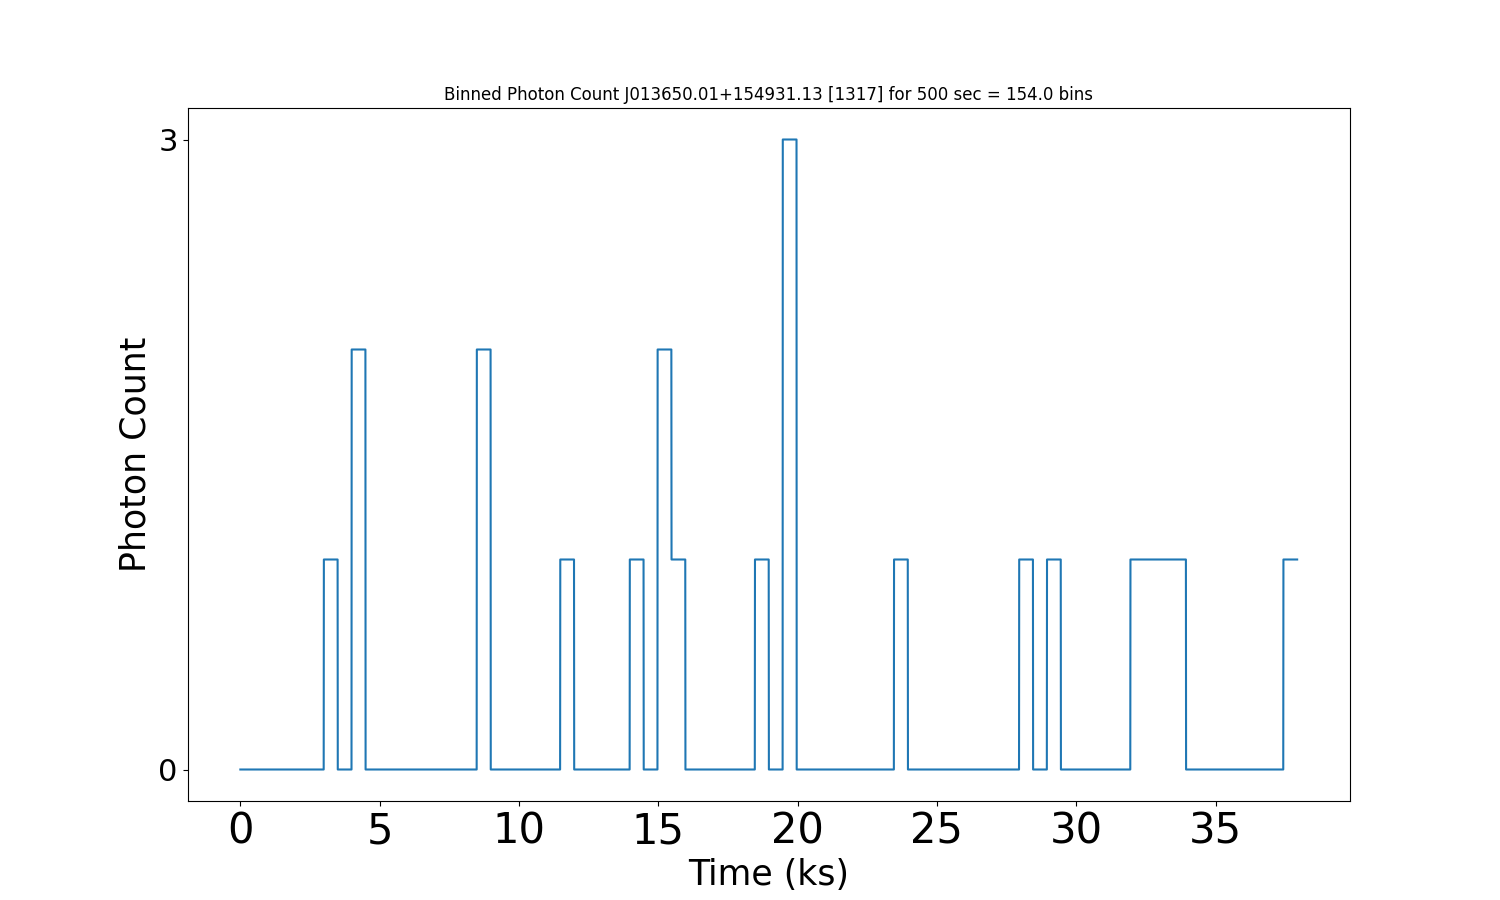 Binned Photon Count J013650.01+154931.13 [1317] for 500 sec = 154.0 bins
3
Photon Count
0
0 5 10 15 20 25 30 35
Time (ks)